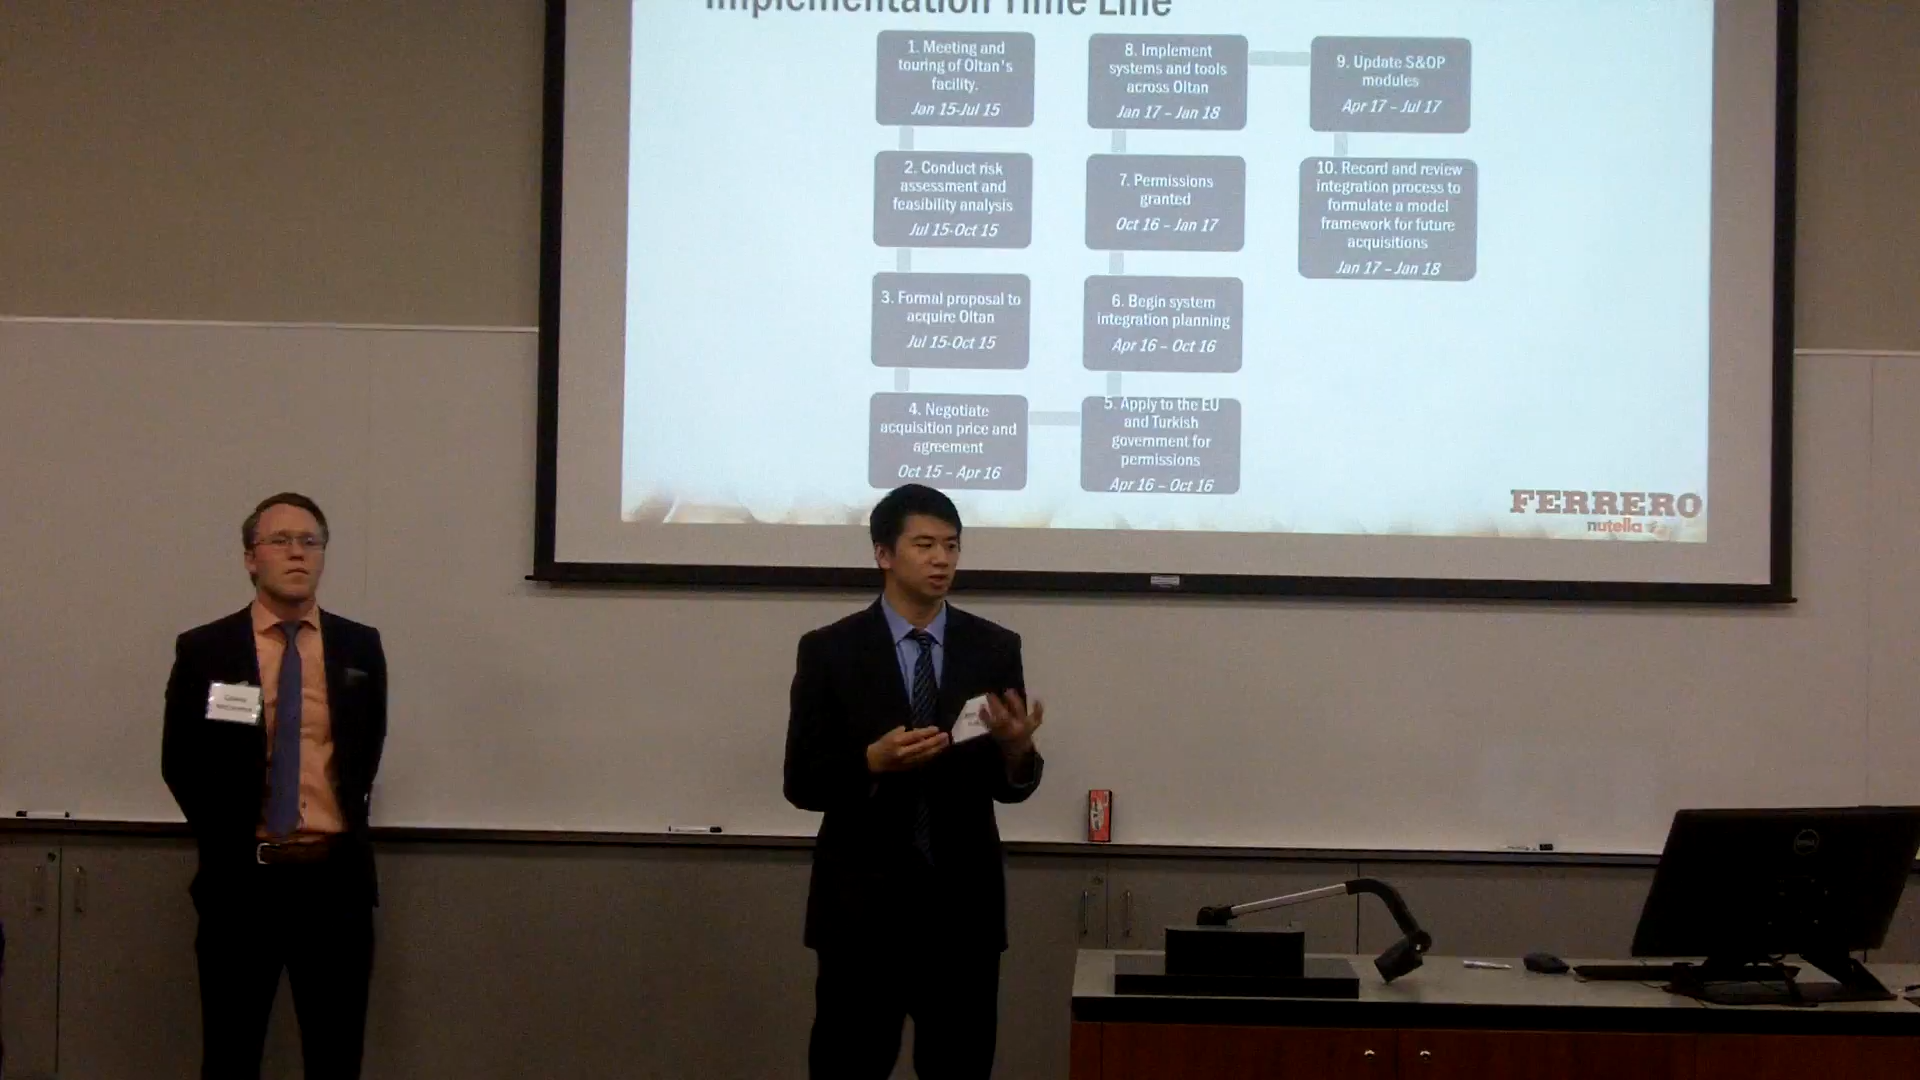 Implementation Time Line
1. Meeting and
touring of Oltan's
facility.
Jan 15-Jul 15
2. Conduct risk
assessment and
feasibility analysis
Jul 15-Oct 15
3. Formal proposal to
acquire Oltan
Jul 15-Oct 15
4. Negotiate
acquisition price and
agreement
Oct 15 – Apr 16
5. Apply to the EU
and Turkish
government for
permissions
Apr 16 – Oct 16
6. Begin system
integration planning
Apr 16 – Oct 16
7. Permissions
granted
Oct 16 – Jan 17
8. Implement
systems and tools
across Oltan
Jan 17 – Jan 18
9. Update S&OP
modules
Apr 17 – Jul 17
10. Record and review
integration process to
formulate a model
framework for future
acquisitions
Jan 17 – Jan 18
FERRERO
nutella
DELL